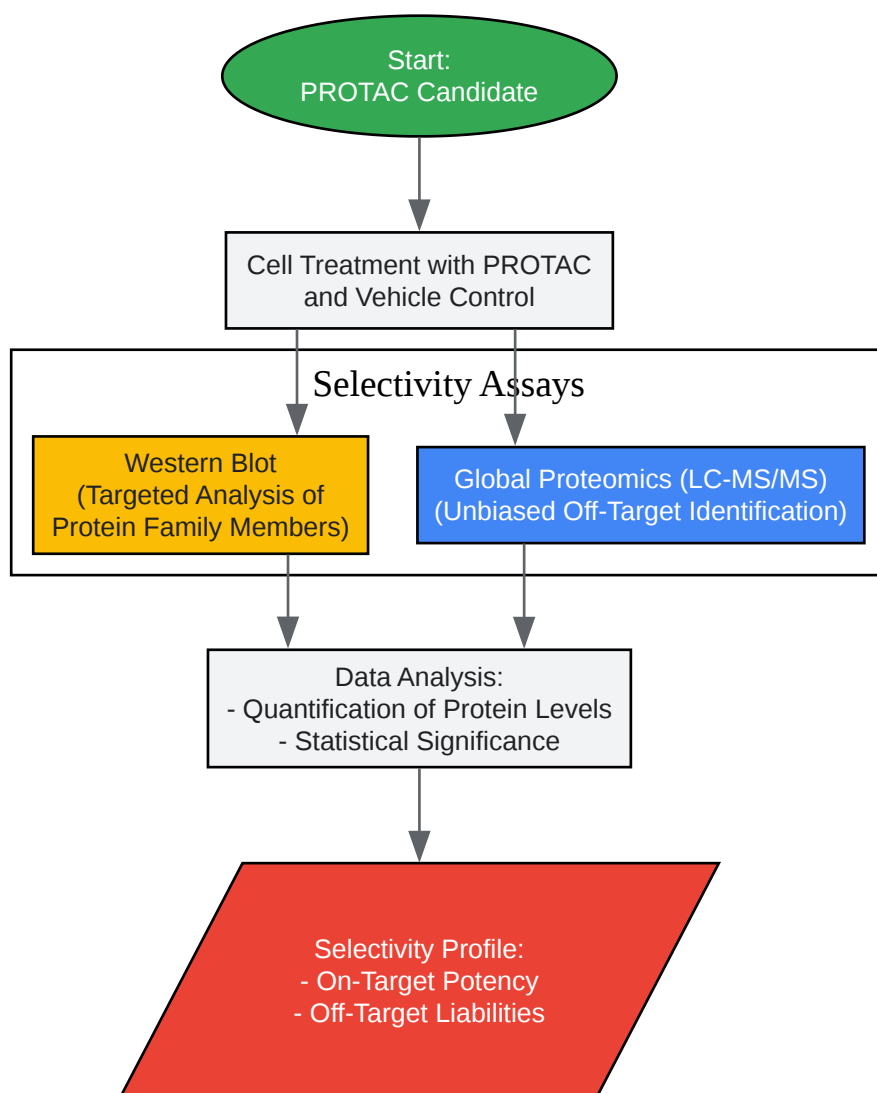 Start:
PROTAC Candidate
Cell Treatment with PROTAC
and Vehicle Control
Selectivity Assays
Western Blot
(Targeted Analysis of
Protein Family Members)
Global Proteomics (LC-MS/MS)
(Unbiased Off-Target Identification)
Data Analysis:
- Quantification of Protein Levels
- Statistical Significance
Selectivity Profile:
- On-Target Potency
- Off-Target Liabilities